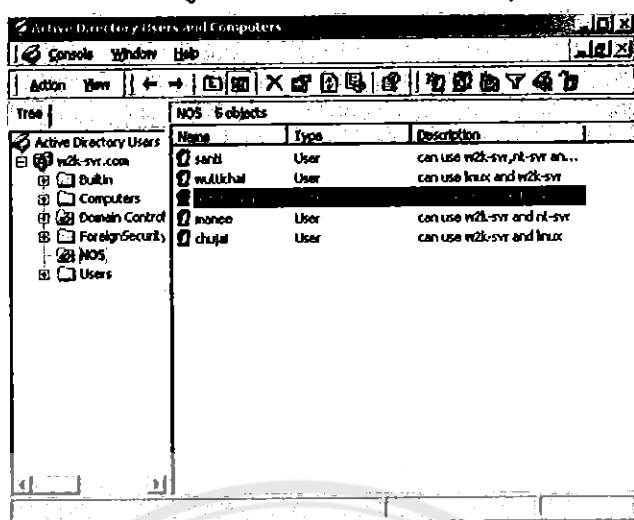 Active Directory Users and Computers
Console Window Help
Action View
Tree
NOS 6 objects
Name Type Description
Active Directory Users
w2k-svr.com
Builtin
Computers
Domain Control
ForeignSecurity
NOS
Users
santi User can use w2k-svr,nt-svr an...
wuttichai User can use linux and w2k-svr
manee User can use w2k-svr and nt-svr
chujai User can use w2k-svr and linux